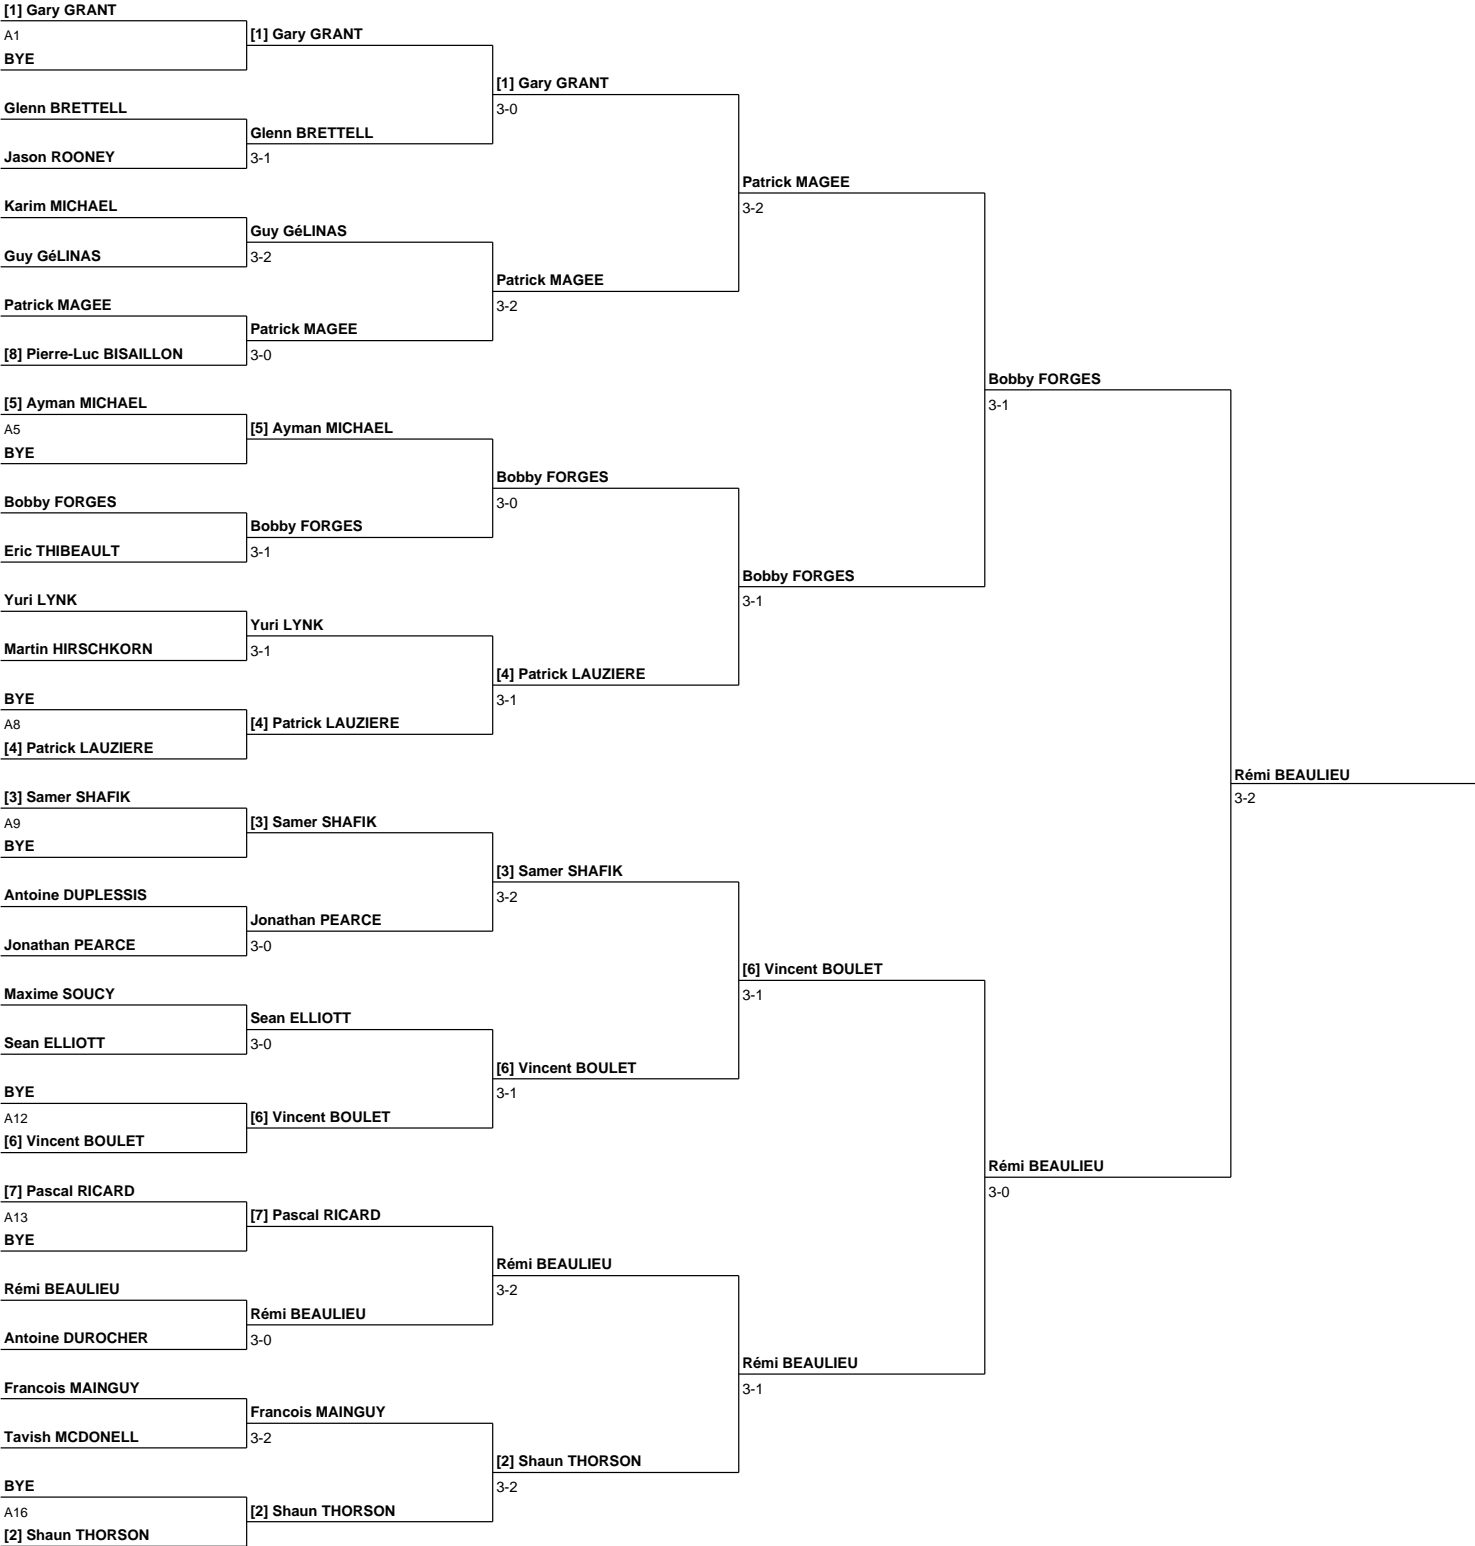 [1] Gary GRANT
A1
BYE
Glenn BRETTELL
Jason ROONEY
Karim MICHAEL
Guy GéLINAS
Patrick MAGEE
[8] Pierre-Luc BISAILLON
[5] Ayman MICHAEL
A5
BYE
Bobby FORGES
Eric THIBEAULT
Yuri LYNK
Martin HIRSCHKORN
BYE
A8
[4] Patrick LAUZIERE
[3] Samer SHAFIK
A9
BYE
Antoine DUPLESSIS
Jonathan PEARCE
Maxime SOUCY
Sean ELLIOTT
BYE
A12
[6] Vincent BOULET
[7] Pascal RICARD
A13
BYE
Rémi BEAULIEU
Antoine DUROCHER
Francois MAINGUY
Tavish MCDONELL
BYE
A16
[2] Shaun THORSON
[1] Gary GRANT
Glenn BRETTELL
3-1
Guy GéLINAS
3-2
Patrick MAGEE
3-0
[5] Ayman MICHAEL
Bobby FORGES
3-1
Yuri LYNK
3-1
[4] Patrick LAUZIERE
[3] Samer SHAFIK
Jonathan PEARCE
3-0
Sean ELLIOTT
3-0
[6] Vincent BOULET
[7] Pascal RICARD
Rémi BEAULIEU
3-0
Francois MAINGUY
3-2
[2] Shaun THORSON
[1] Gary GRANT
3-0
Patrick MAGEE
3-2
Bobby FORGES
3-0
[4] Patrick LAUZIERE
3-1
[3] Samer SHAFIK
3-2
[6] Vincent BOULET
3-1
Rémi BEAULIEU
3-2
[2] Shaun THORSON
3-2
Patrick MAGEE
3-2
Bobby FORGES
3-1
[6] Vincent BOULET
3-1
Rémi BEAULIEU
3-1
Bobby FORGES
3-1
Rémi BEAULIEU
3-0
Rémi BEAULIEU
3-2